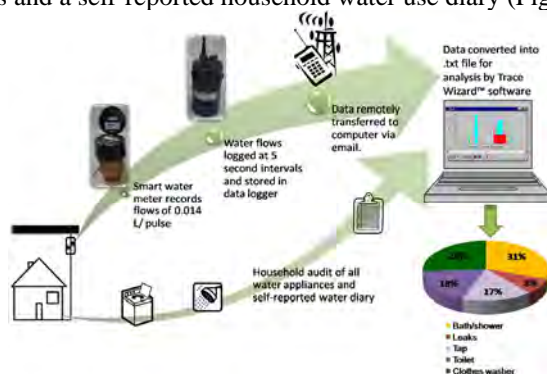 s and a self-reported household water use diary (Fig
Data converted into
.txt file for
analysis by Trace
Wizard™ software
Data remotely
transferred to
computer via
email.
Water flows
logged at 5
second intervals
and stored in
data logger
Smart water
meter records
flows of 0.014
L/ pulse
Household audit of all
water appliances and
self-reported water diary
31%
17%
Bath/shower
Leaks
Tap
Toilet
Clothes washer